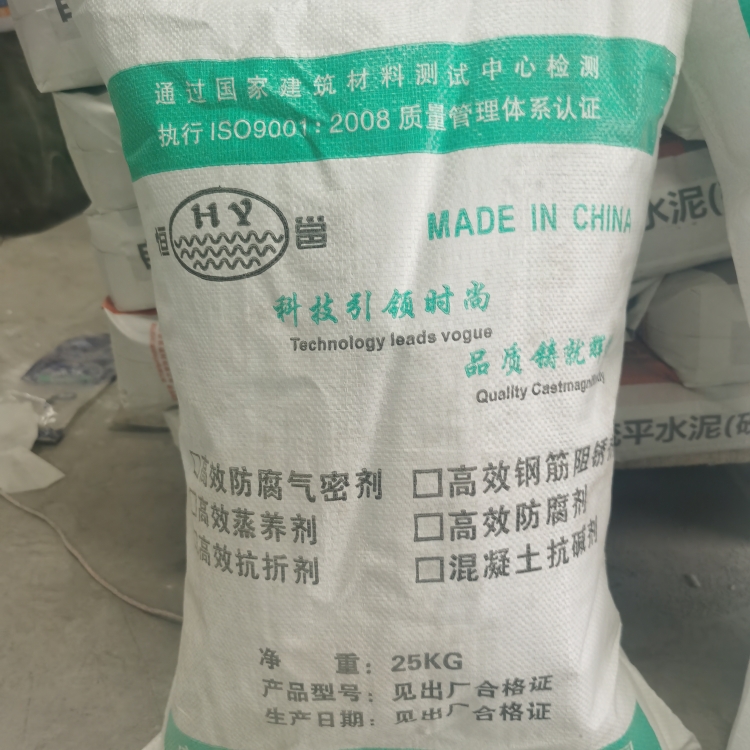 通过国家建筑材料测试中心检测
执行ISO9001:2008质量管理体系认证
HY
MADE IN CHINA
科技引领时尚
Technology leads vogue
品质铸就
Quality
□高效防腐气密剂
□高效钢筋阻锈
□高效蒸养剂
□高效防腐剂
□高效抗折剂
□混凝土抗碱剂
净 重：25KG
产品型号：见出厂合格证
生产日期：见出厂合格证
水泥(
平水泥(